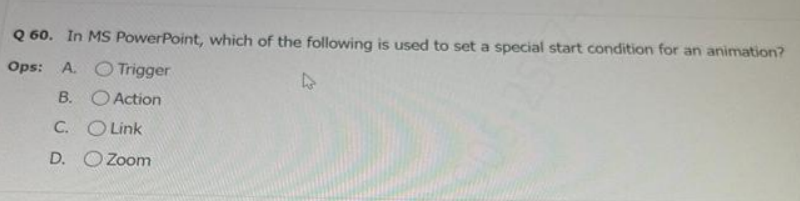 Q 60. In MS PowerPoint, which of the following is used to set a special start condition for an animation?
Ops: A. Trigger
B. Action
C. Link
D. Zoom